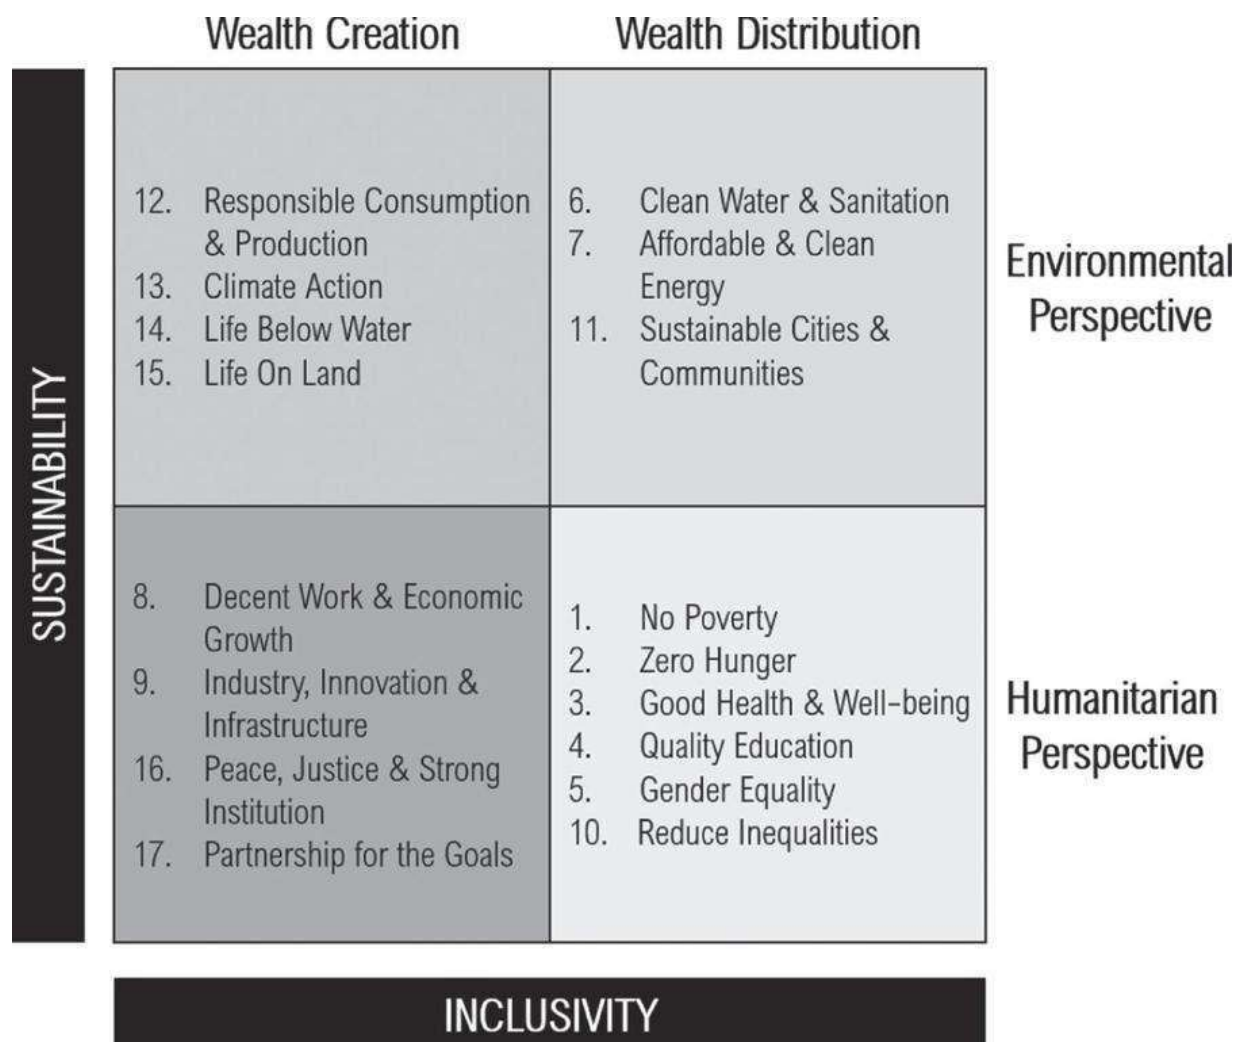 Wealth Creation
Wealth Distribution
12. Responsible Consumption
& Production
13. Climate Action
14. Life Below Water
15. Life On Land
6. Clean Water & Sanitation
7. Affordable & Clean
Energy
11. Sustainable Cities &
Communities
Environmental
Perspective
SUSTAINABILITY
8. Decent Work & Economic
Growth
9. Industry, Innovation &
Infrastructure
16. Peace, Justice & Strong
Institution
17. Partnership for the Goals
1. No Poverty
2. Zero Hunger
3. Good Health & Well-being
4. Quality Education
5. Gender Equality
10. Reduce Inequalities
Humanitarian
Perspective
INCLUSIVITY